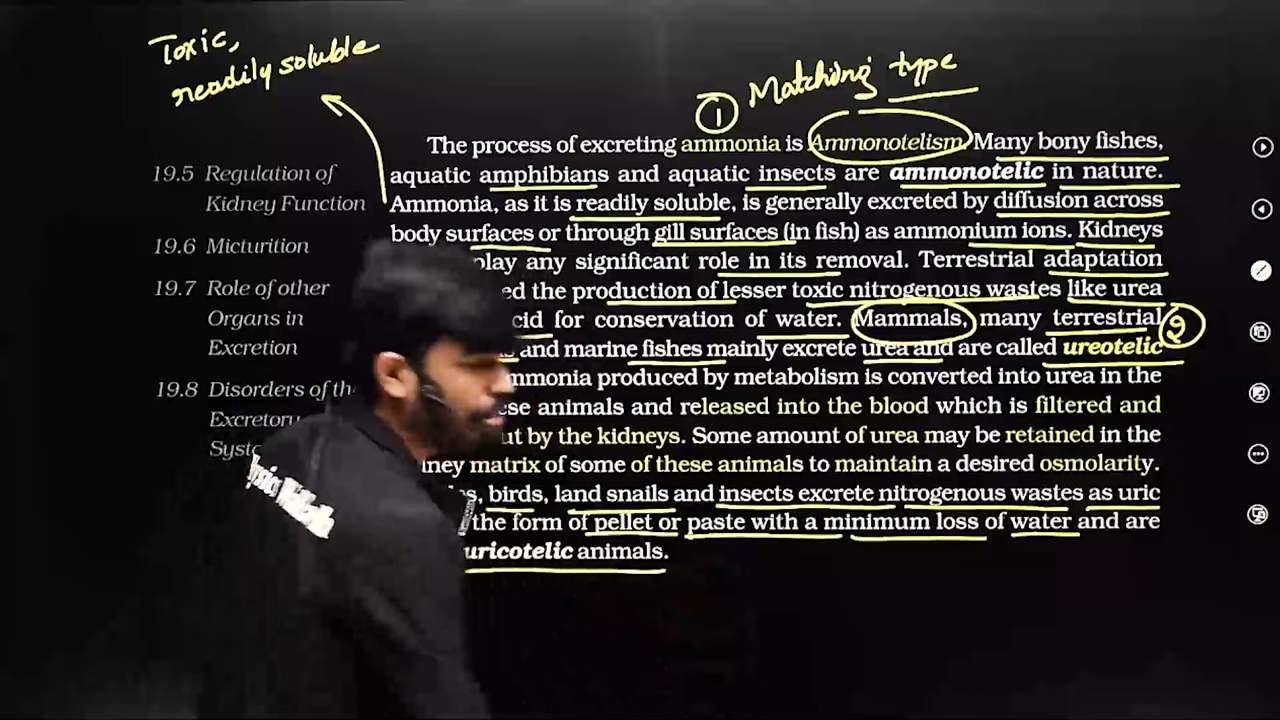 Toxic,
readily soluble
① Matching type
The process of excreting ammonia is Ammonotelism Many bony fishes,
aquatic amphibians and aquatic insects are ammonotelic in nature.
Ammonia, as it is readily soluble, is generally excreted by diffusion across
body surfaces or through gill surfaces (in fish) as ammonium ions. Kidneys
play any significant role in its removal. Terrestrial adaptation
ed the production of lesser toxic nitrogenous wastes like urea
cid for conservation of water. Mammals, many terrestrial
and marine fishes mainly excrete urea and are called ureotelic
mmonia produced by metabolism is converted into urea in the
ese animals and released into the blood which is filtered and
ut by the kidneys. Some amount of urea may be retained in the
ney matrix of some of these animals to maintain a desired osmolarity.
s, birds, land snails and insects excrete nitrogenous wastes as uric
the form of pellet or paste with a minimum loss of water and are
uricotelic animals.
19.5 Regulation of
Kidney Function
19.6 Micturition
19.7 Role of other
Organs in
Excretion
19.8 Disorders of th
Excretory
Syst